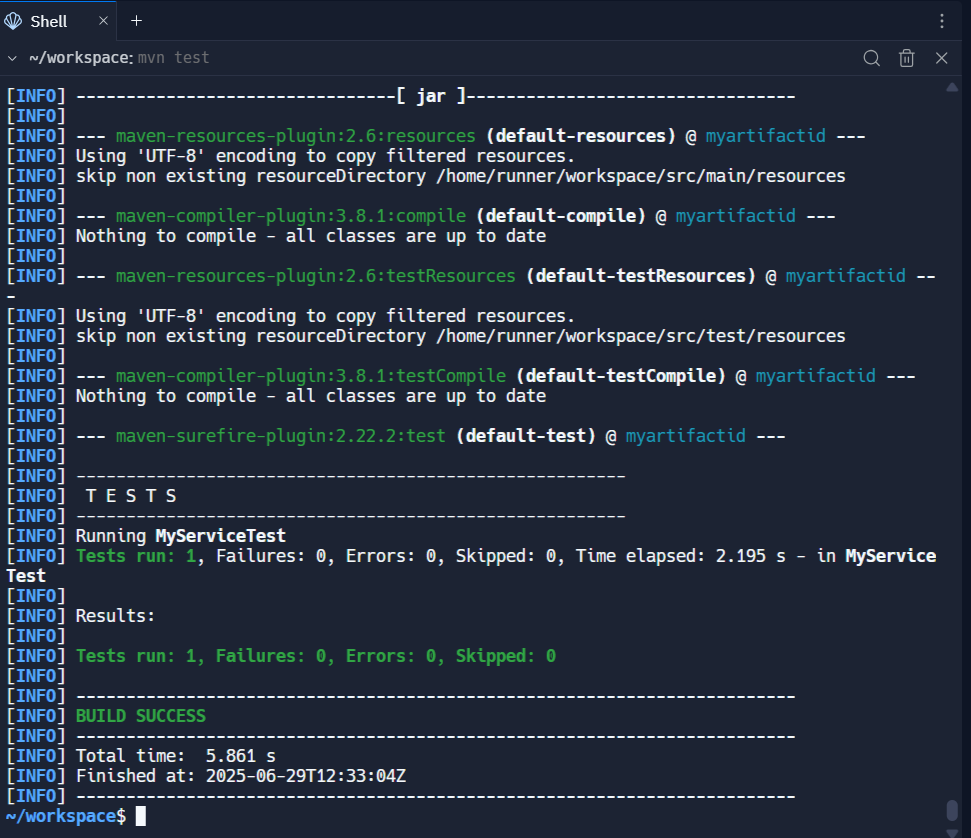 Shell
~/workspace: mvn test
[INFO] --------------------------------[ jar ]---------------------------------
[INFO]
[INFO] --- maven-resources-plugin:2.6:resources (default-resources) @ myartifactid ---
[INFO] Using 'UTF-8' encoding to copy filtered resources.
[INFO] skip non existing resourceDirectory /home/runner/workspace/src/main/resources
[INFO]
[INFO] --- maven-compiler-plugin:3.8.1:compile (default-compile) @ myartifactid ---
[INFO] Nothing to compile - all classes are up to date
[INFO]
[INFO] --- maven-resources-plugin:2.6:testResources (default-testResources) @ myartifactid --
-
[INFO] Using 'UTF-8' encoding to copy filtered resources.
[INFO] skip non existing resourceDirectory /home/runner/workspace/src/test/resources
[INFO]
[INFO] --- maven-compiler-plugin:3.8.1:testCompile (default-testCompile) @ myartifactid ---
[INFO] Nothing to compile - all classes are up to date
[INFO]
[INFO] --- maven-surefire-plugin:2.22.2:test (default-test) @ myartifactid ---
[INFO]
[INFO] -------------------------------------------------------
[INFO]  T E S T S
[INFO] -------------------------------------------------------
[INFO] Running MyServiceTest
[INFO] Tests run: 1, Failures: 0, Errors: 0, Skipped: 0, Time elapsed: 2.195 s - in MyService
Test
[INFO]
[INFO] Results:
[INFO]
[INFO] Tests run: 1, Failures: 0, Errors: 0, Skipped: 0
[INFO]
[INFO] ------------------------------------------------------------------------
[INFO] BUILD SUCCESS
[INFO] ------------------------------------------------------------------------
[INFO] Total time:  5.861 s
[INFO] Finished at: 2025-06-29T12:33:04Z
[INFO] ------------------------------------------------------------------------
~/workspace$